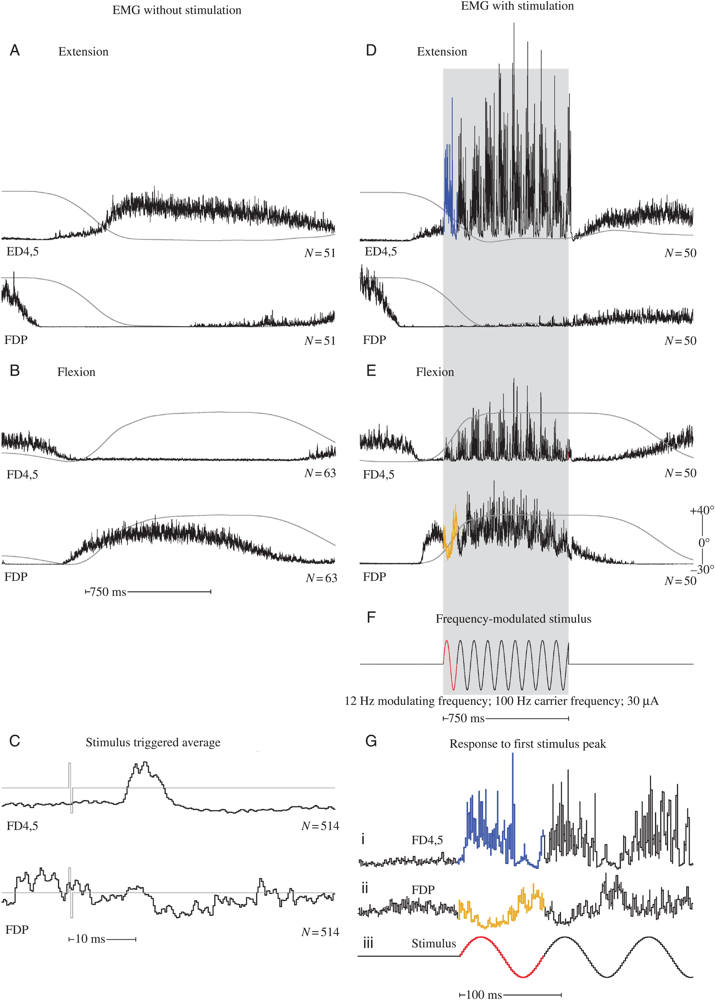 EMG without stimulation
EMG with stimulation
A Extension
ED4,5 N=51
FDP N=51
B Flexion
FD4,5 N=63
FDP N=63
750 ms
C Stimulus triggered average
FD4,5 N=514
FDP N=514
10 ms
D Extension
ED4,5 N=50
FDP N=50
E Flexion
FD4,5 N=50
+40°
0°
–30°
FDP N=50
F Frequency-modulated stimulus
12 Hz modulating frequency; 100 Hz carrier frequency; 30 μA
750 ms
G Response to first stimulus peak
i FD4,5
ii FDP
iii Stimulus
100 ms